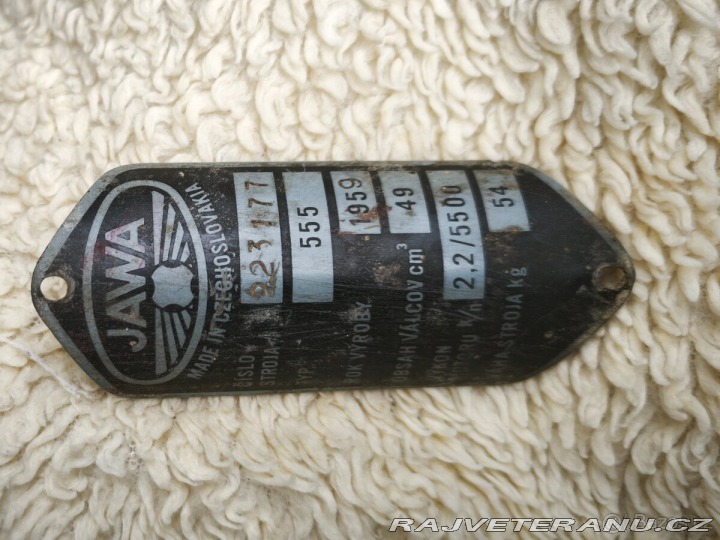 JAWA
MADE IN CZECHOSLOVAKIA
ČÍSLO STROJA 223177
TYP 555
ROK VÝROBY 1959
OBSAH VÁLCOV cm³ 49
VÝKON 2,2/5500
VÁHA STROJA kg 54
RAJVETERANU.CZ